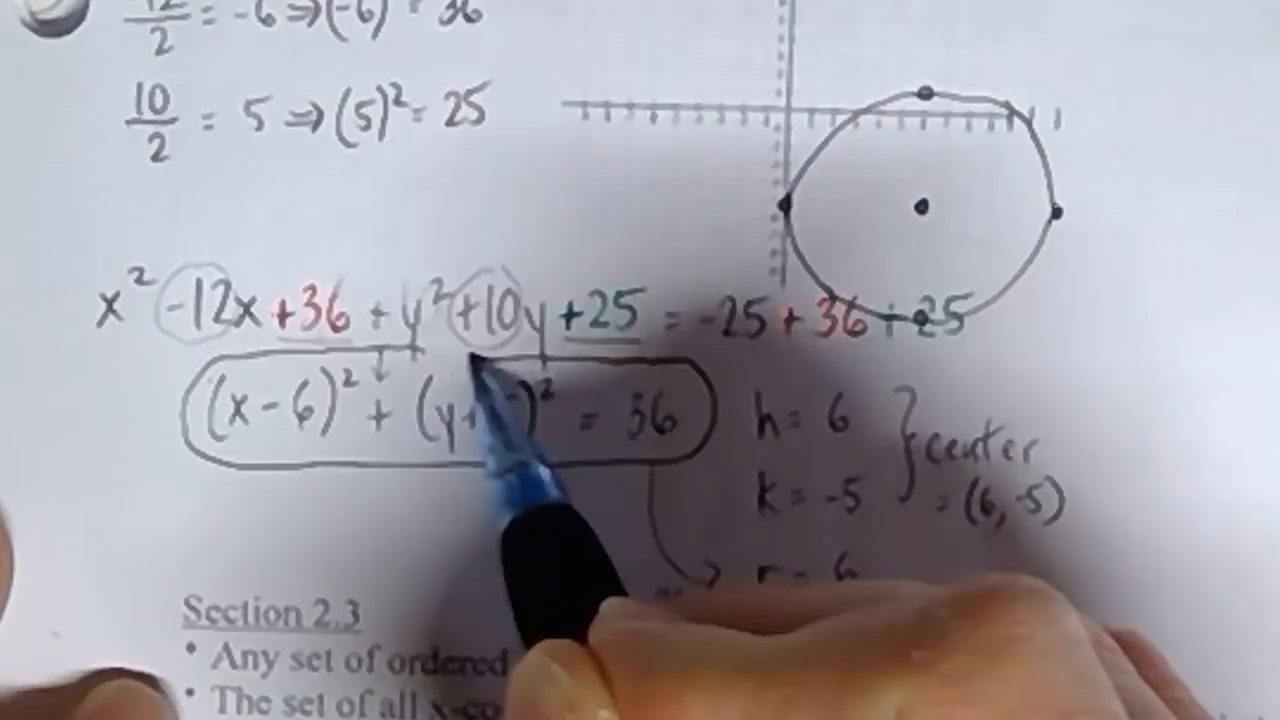 = -6 ⇒ (-6) = 36
2
10/2 = 5 ⇒ (5)² = 25
x² -12x +36 + y² +10y +25 = -25 + 36 + 25
(x - 6)² + (y+ )² = 36
h = 6
k = -5
} center
= (6, -5)
r = 6
Section 2.3
• Any set of ordered
• The set of all x-co